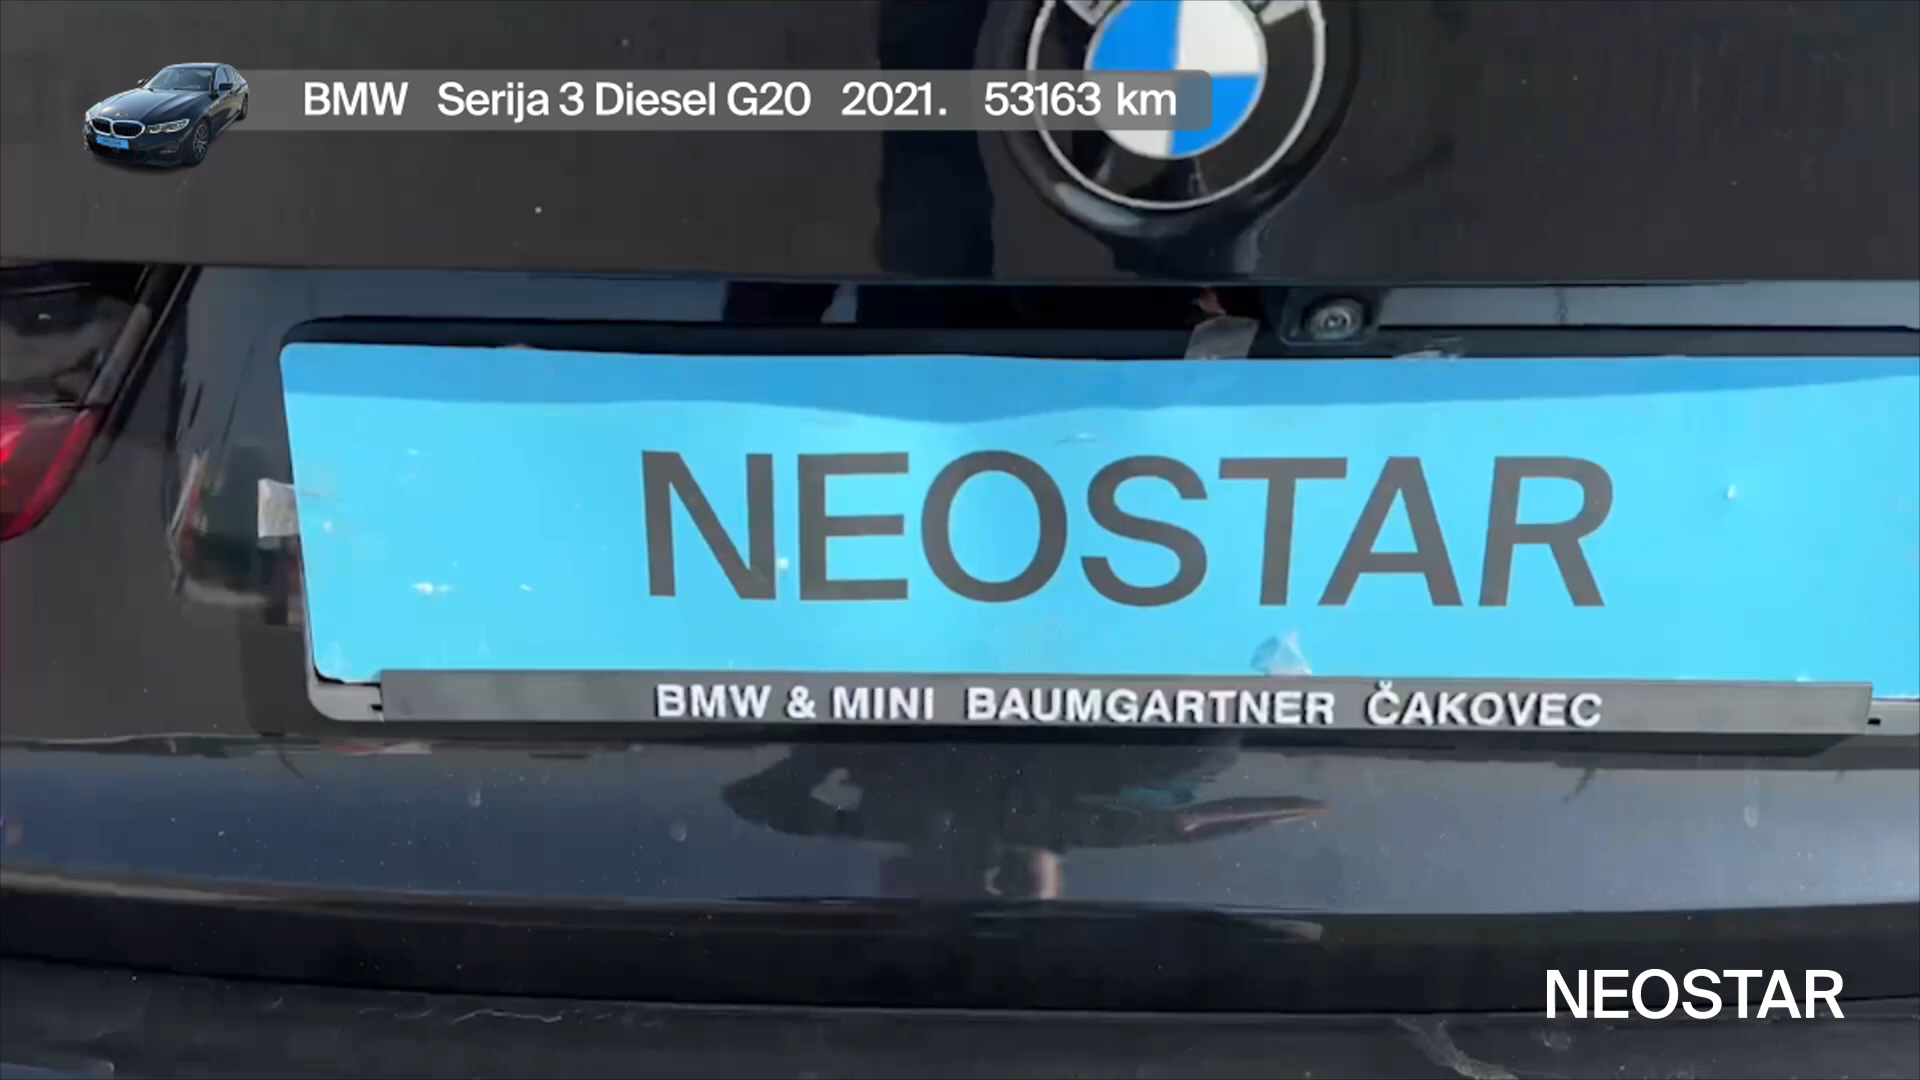 BMW Serija 3 Diesel G20 2021. 53163 km
NEOSTAR
BMW & MINI BAUMGARTNER ČAKOVEC
NEOSTAR